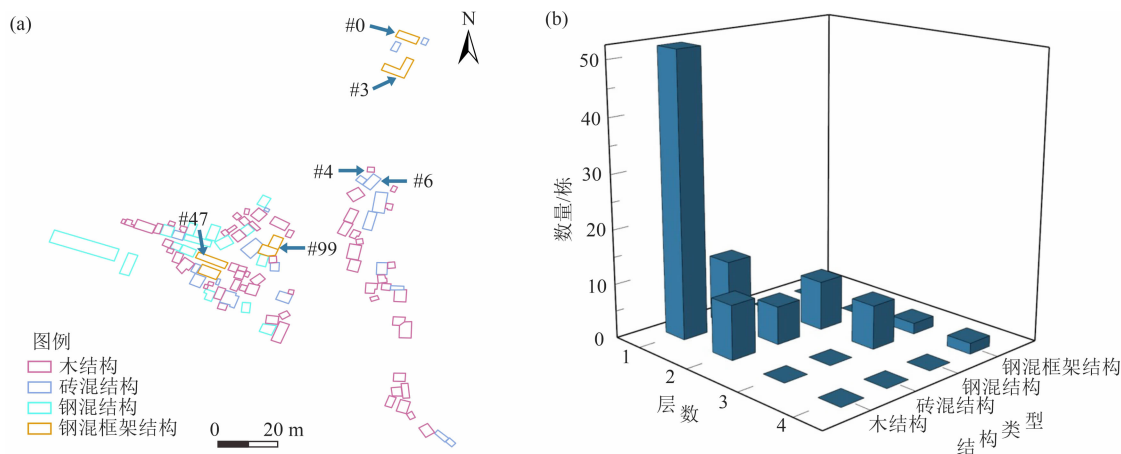 (a)
N
#0
#3
#4
#6
#47
#99
图例
木结构
砖混结构
钢混结构
钢混框架结构
0 20 m
(b)
数量/栋
50
40
30
20
10
0
1
2
3
4
层数
木结构
砖混结构
钢混结构
钢混框架结构
结构类型